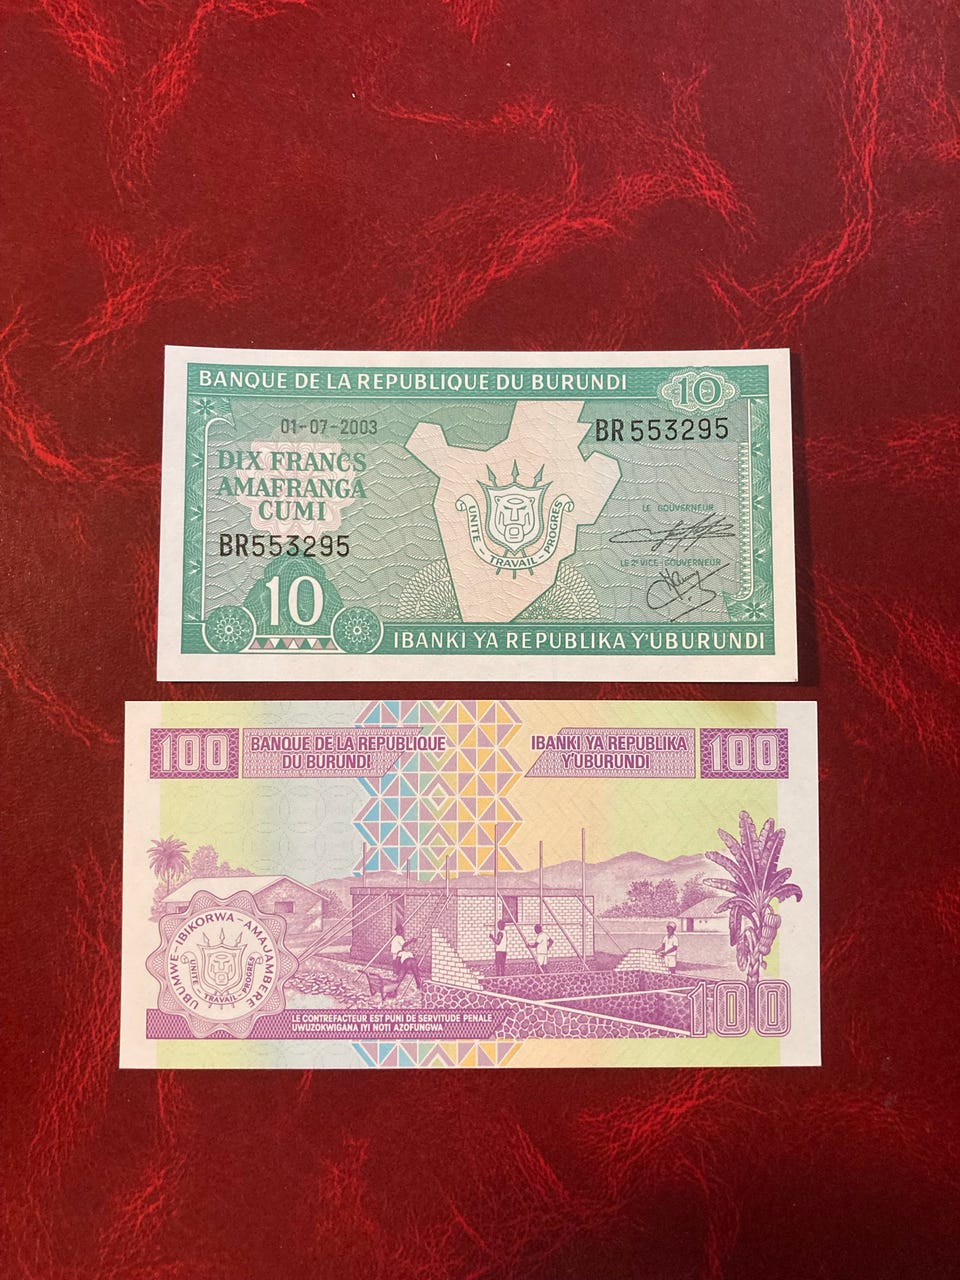 BANQUE DE LA REPUBLIQUE DU BURUNDI
10
01-07-2003
BR 553295
DIX FRANCS
AMAFRANGA
CUMI
BR553295
UNITE - TRAVAIL - PROGRES
LE GOUVERNEUR
LE 2e VICE-GOUVERNEUR
10
IBANKI YA REPUBLIKA Y'UBURUNDI
100
BANQUE DE LA REPUBLIQUE
DU BURUNDI
IBANKI YA REPUBLIKA
Y'UBURUNDI
100
UBUMWE-IBIKORWA-AMAJAMBERE
UNITE - TRAVAIL - PROGRES
LE CONTREFACTEUR EST PUNI DE SERVITUDE PENALE
UWUZOKWIGANA IYI NOTI AZOFUNGWA
100